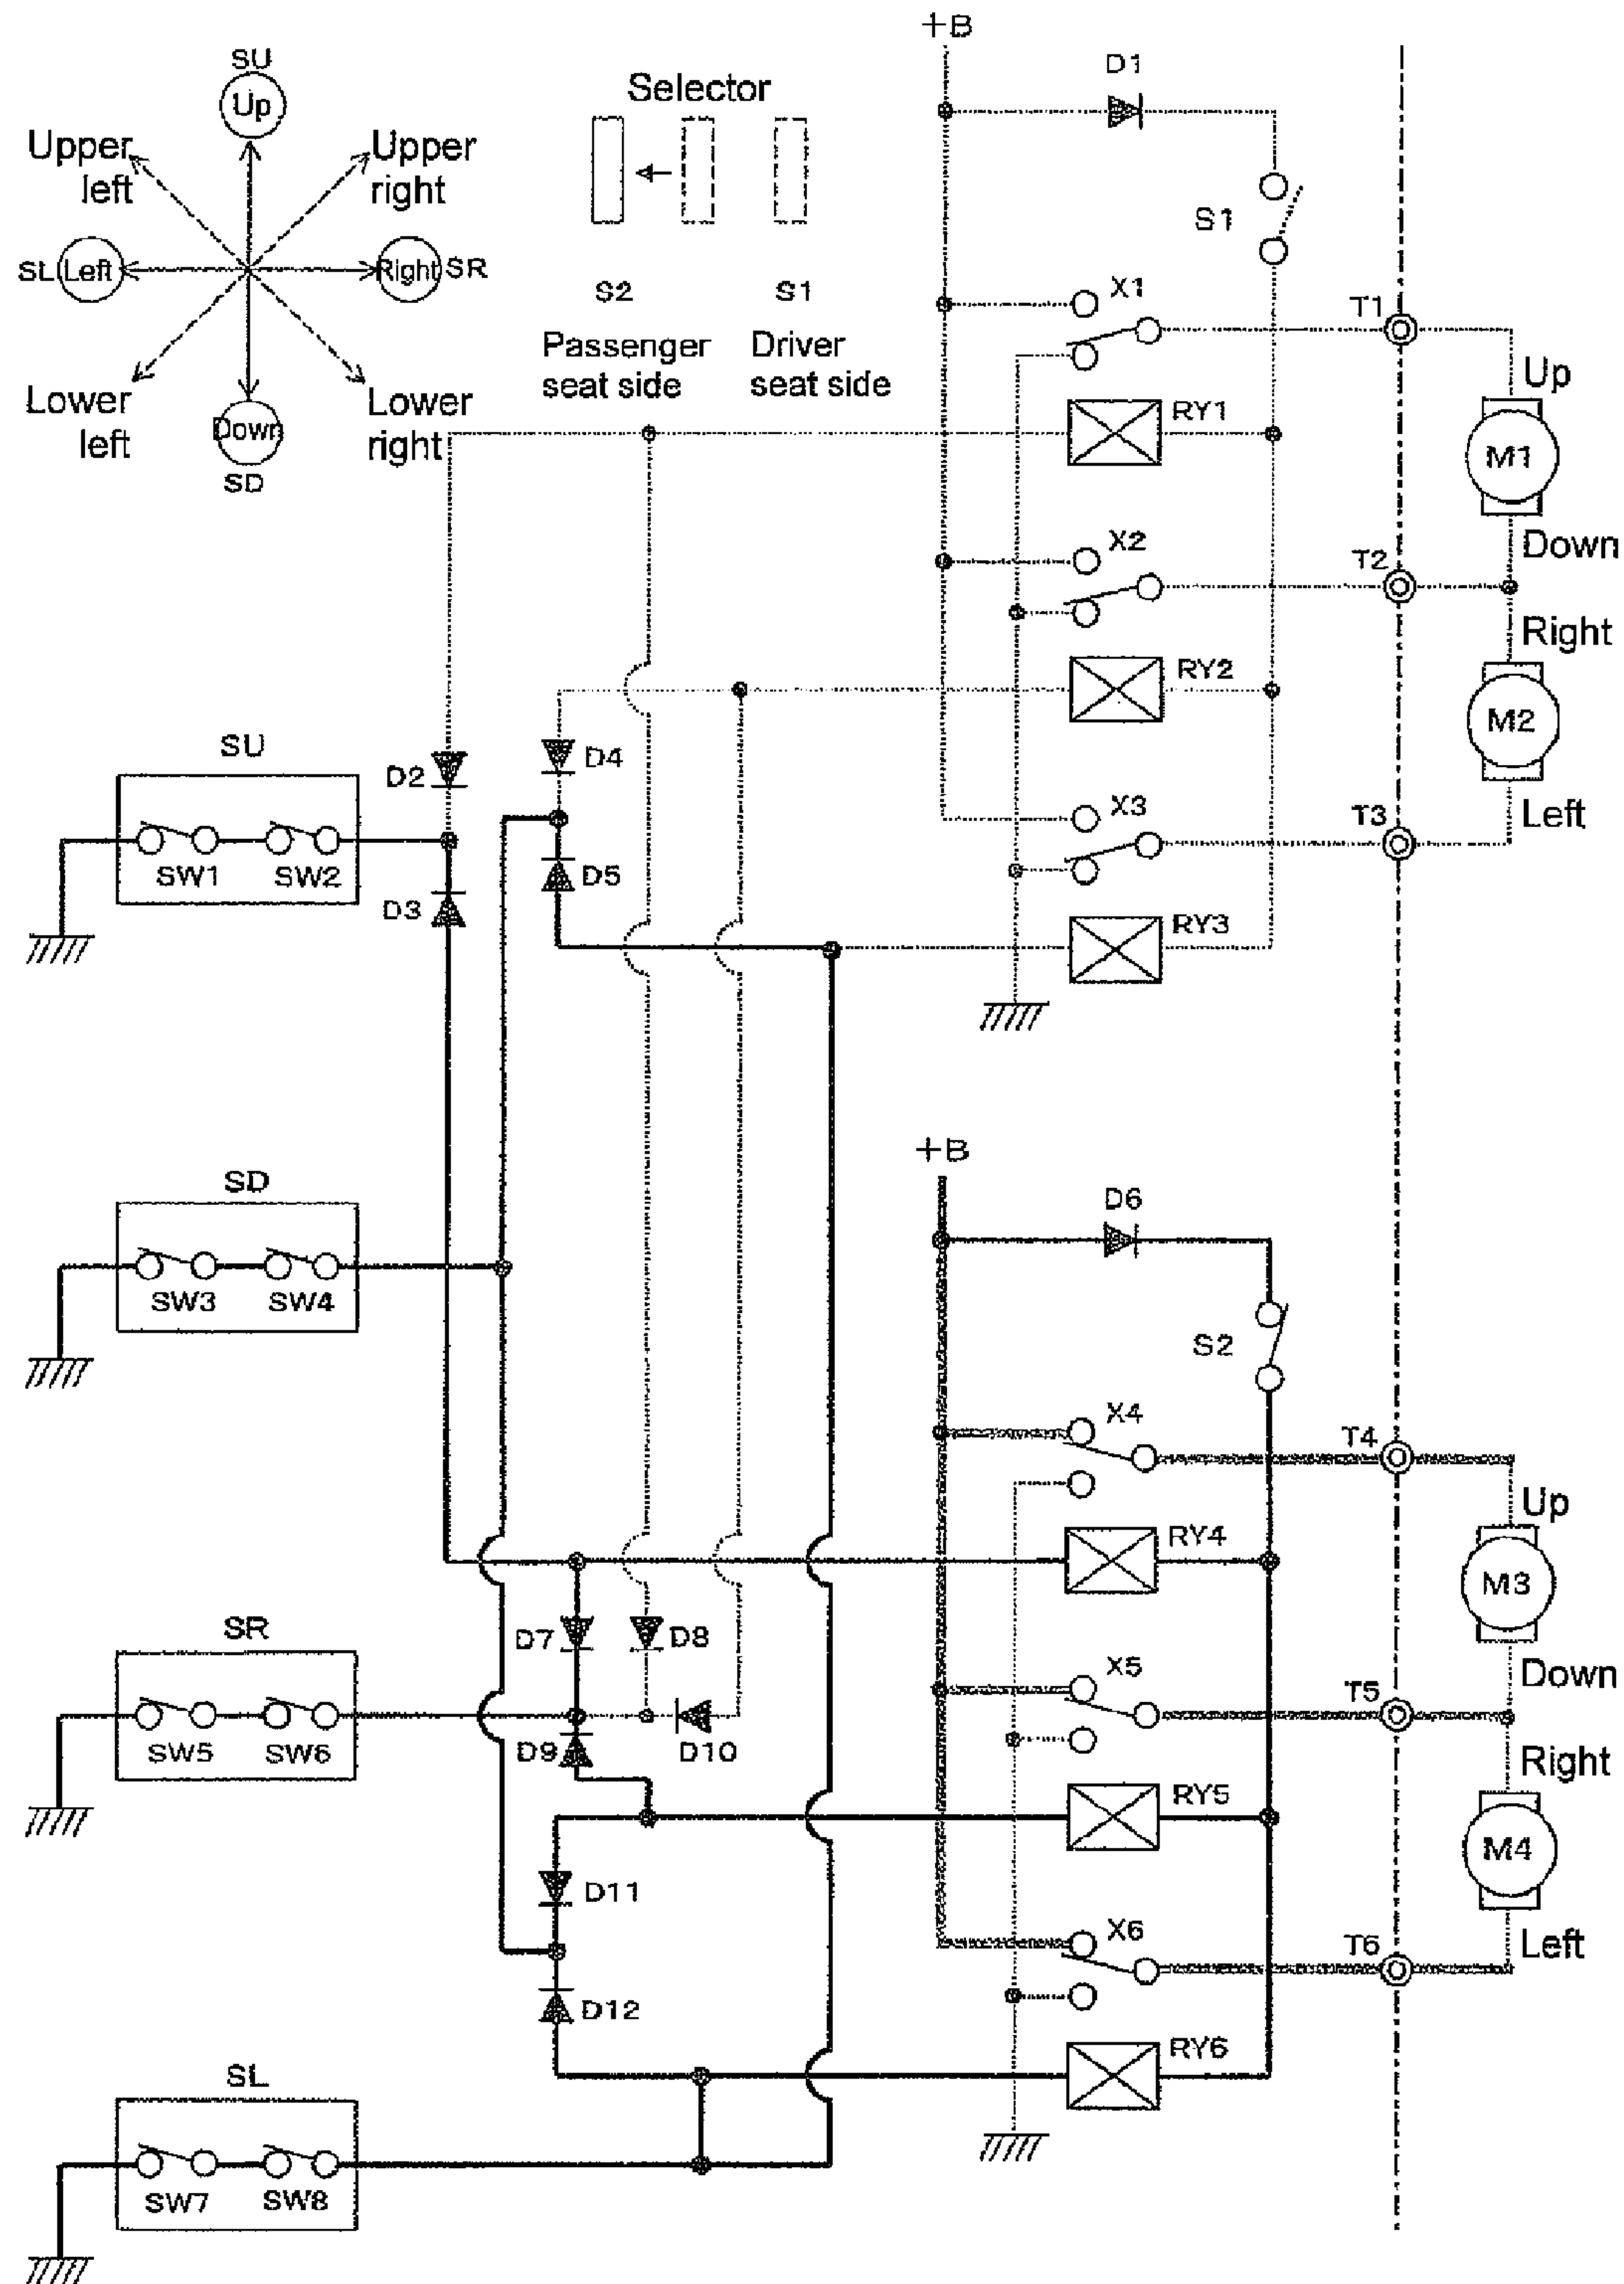 SU
Up
Upper left
Upper right
SL
Left
Right
SR
Lower left
Lower right
Down
SD
Selector
S2
S1
Passenger seat side
Driver seat side
+B
D1
S1
X1
T1
Up
RY1
M1
X2
T2
Down
Right
RY2
M2
X3
T3
Left
RY3
SU
SW1
SW2
D2
D3
D4
D5
SD
SW3
SW4
+B
D6
S2
X4
T4
Up
RY4
M3
SR
SW5
SW6
D7
D8
D9
D10
X5
T5
Down
Right
RY5
M4
D11
D12
X6
T6
Left
RY6
SL
SW7
SW8